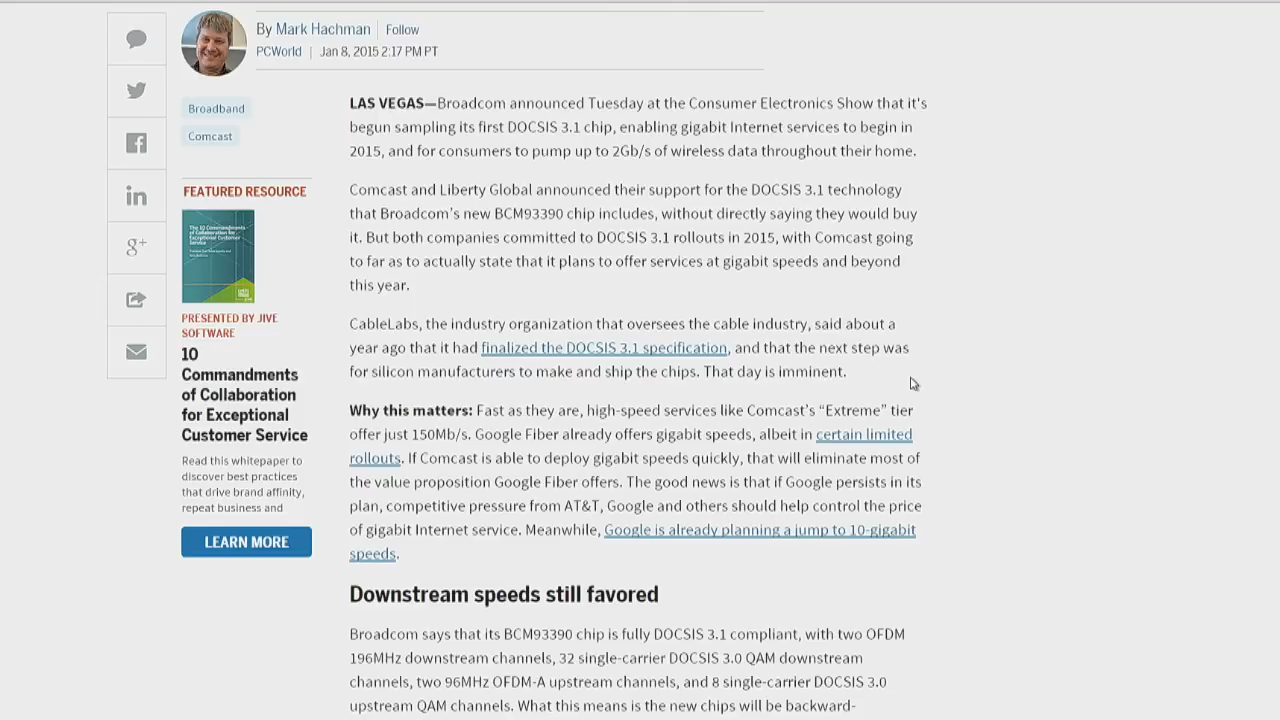 By Mark Hachman Follow
PCWorld | Jan 8, 2015 2:17 PM PT
Broadband
Comcast
FEATURED RESOURCE
PRESENTED BY JIVE
SOFTWARE
10
Commandments
of Collaboration
for Exceptional
Customer Service
Read this whitepaper to
discover best practices
that drive brand affinity,
repeat business and
LEARN MORE
LAS VEGAS—Broadcom announced Tuesday at the Consumer Electronics Show that it's
begun sampling its first DOCSIS 3.1 chip, enabling gigabit Internet services to begin in
2015, and for consumers to pump up to 2Gb/s of wireless data throughout their home.
Comcast and Liberty Global announced their support for the DOCSIS 3.1 technology
that Broadcom’s new BCM93390 chip includes, without directly saying they would buy
it. But both companies committed to DOCSIS 3.1 rollouts in 2015, with Comcast going
to far as to actually state that it plans to offer services at gigabit speeds and beyond
this year.
CableLabs, the industry organization that oversees the cable industry, said about a
year ago that it had finalized the DOCSIS 3.1 specification, and that the next step was
for silicon manufacturers to make and ship the chips. That day is imminent.
Why this matters: Fast as they are, high-speed services like Comcast’s “Extreme” tier
offer just 150Mb/s. Google Fiber already offers gigabit speeds, albeit in certain limited
rollouts. If Comcast is able to deploy gigabit speeds quickly, that will eliminate most of
the value proposition Google Fiber offers. The good news is that if Google persists in its
plan, competitive pressure from AT&T, Google and others should help control the price
of gigabit Internet service. Meanwhile, Google is already planning a jump to 10-gigabit
speeds.
Downstream speeds still favored
Broadcom says that its BCM93390 chip is fully DOCSIS 3.1 compliant, with two OFDM
196MHz downstream channels, 32 single-carrier DOCSIS 3.0 QAM downstream
channels, two 96MHz OFDM-A upstream channels, and 8 single-carrier DOCSIS 3.0
upstream QAM channels. What this means is the new chips will be backward-